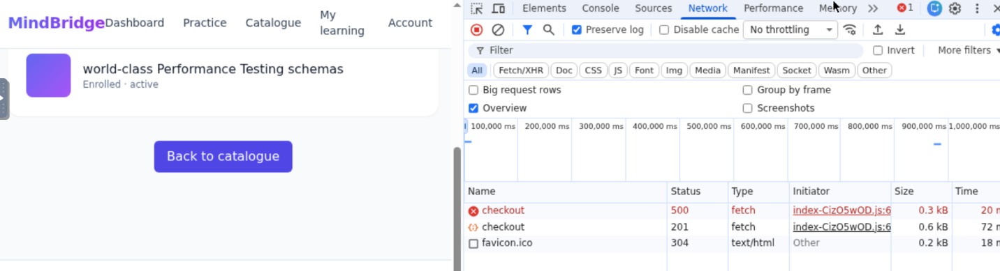 MindBridge Dashboard Practice Catalogue My learning Account
world-class Performance Testing schemas
Enrolled · active
Back to catalogue
Elements Console Sources Network Performance Memory 1
Preserve log Disable cache No throttling
Filter Invert More filters
All Fetch/XHR Doc CSS JS Font Img Media Manifest Socket Wasm Other
Big request rows Group by frame
Overview Screenshots
100,000 ms 200,000 ms 300,000 ms 400,000 ms 500,000 ms 600,000 ms 700,000 ms 800,000 ms 900,000 ms 1,000,000 ms
Name Status Type Initiator Size Time
checkout 500 fetch index-CizO5wOD.js:6 0.3 kB 20
checkout 201 fetch index-CizO5wOD.js:6 0.6 kB 72
favicon.ico 304 text/html Other 0.2 kB 18